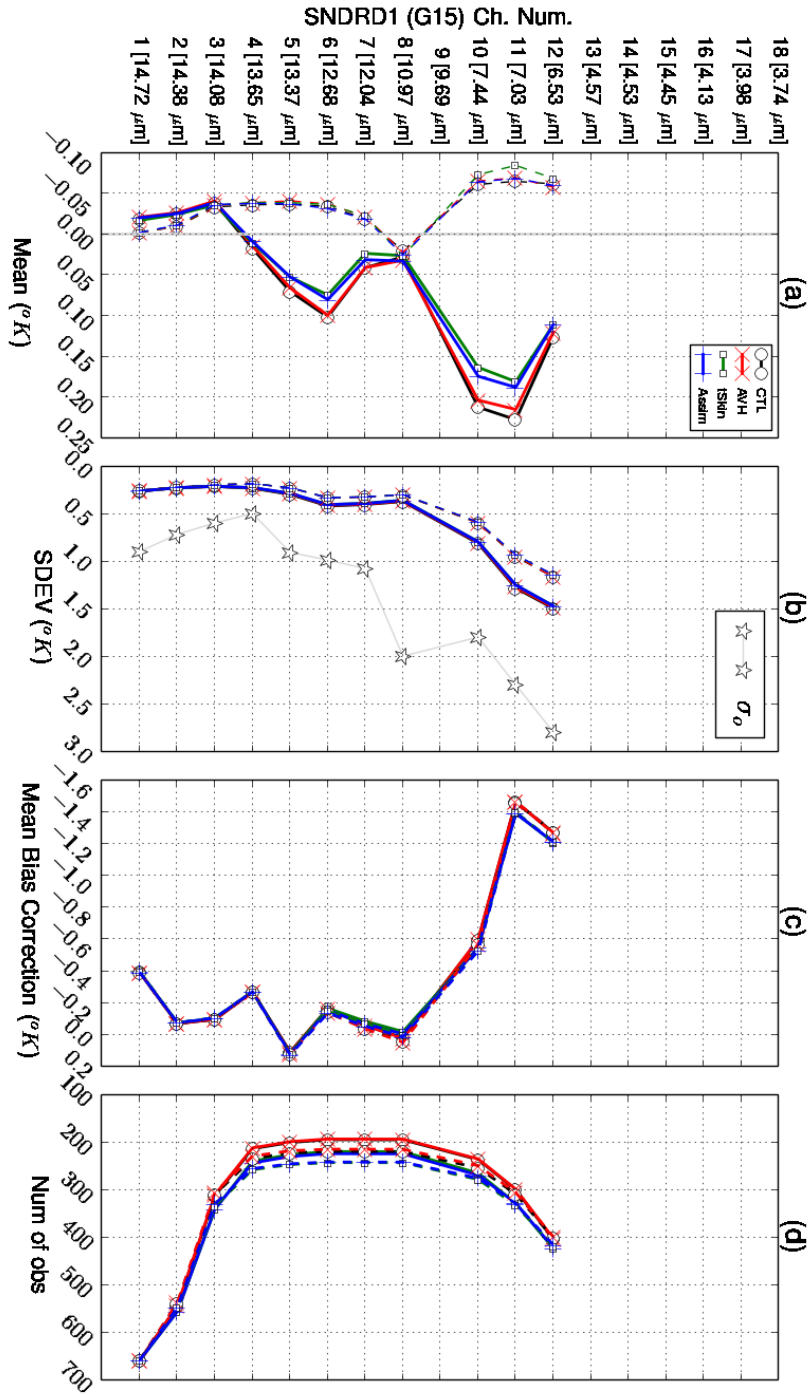 SNDRD1 (G15) Ch. Num.
18 [3.74 μm]
17 [3.98 μm]
16 [4.13 μm]
15 [4.45 μm]
14 [4.53 μm]
13 [4.57 μm]
12 [6.53 μm]
11 [7.03 μm]
10 [7.44 μm]
9 [9.69 μm]
8 [10.97 μm]
7 [12.04 μm]
6 [12.68 μm]
5 [13.37 μm]
4 [13.65 μm]
3 [14.08 μm]
2 [14.38 μm]
1 [14.72 μm]
(a)
CTL
AVH
tSkin
Assim
−0.10 −0.05 0.00 0.05 0.10 0.15 0.20 0.25
Mean (°K)
(b)
σₒ
0.0 0.5 1.0 1.5 2.0 2.5 3.0
SDEV (°K)
(c)
−1.6 −1.4 −1.2 −1.0 −0.8 −0.6 −0.4 −0.2 0.0 0.2
Mean Bias Correction (°K)
(d)
100 200 300 400 500 600 700
Num of obs